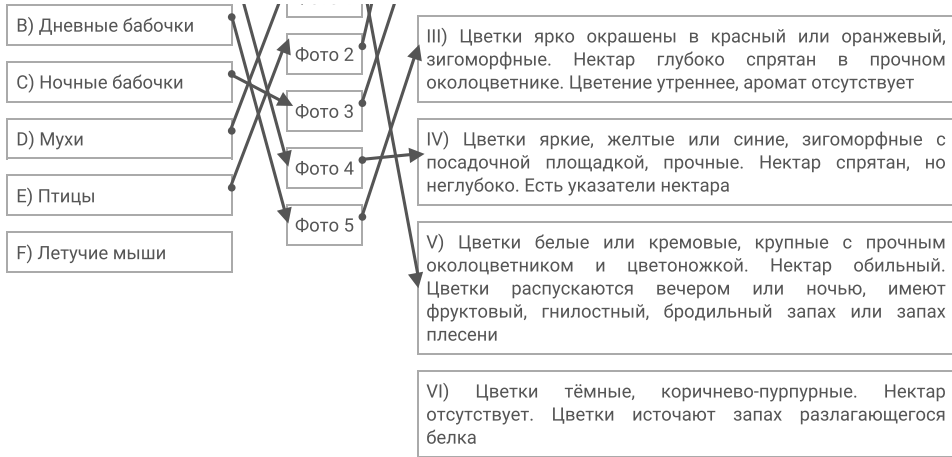 B) Дневные бабочки
C) Ночные бабочки
D) Мухи
E) Птицы
F) Летучие мыши
Фото 2
Фото 3
Фото 4
Фото 5
III) Цветки ярко окрашены в красный или оранжевый,
зигоморфные. Нектар глубоко спрятан в прочном
околоцветнике. Цветение утреннее, аромат отсутствует
IV) Цветки яркие, желтые или синие, зигоморфные с
посадочной площадкой, прочные. Нектар спрятан, но
неглубоко. Есть указатели нектара
V) Цветки белые или кремовые, крупные с прочным
околоцветником и цветоножкой. Нектар обильный.
Цветки распускаются вечером или ночью, имеют
фруктовый, гнилостный, бродильный запах или запах
плесени
VI) Цветки тёмные, коричнево-пурпурные. Нектар
отсутствует. Цветки источают запах разлагающегося
белка